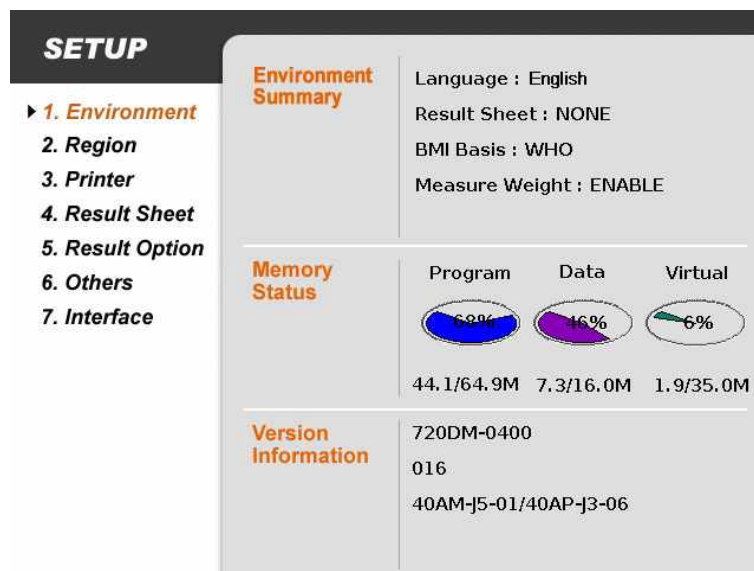 SETUP
1. Environment
2. Region
3. Printer
4. Result Sheet
5. Result Option
6. Others
7. Interface
Environment
Summary
Language : English
Result Sheet : NONE
BMI Basis : WHO
Measure Weight : ENABLE
Memory
Status
Program Data Virtual
68% 46% 6%
44.1/64.9M 7.3/16.0M 1.9/35.0M
Version
Information
720DM-0400
016
40AM-J5-01/40AP-J3-06